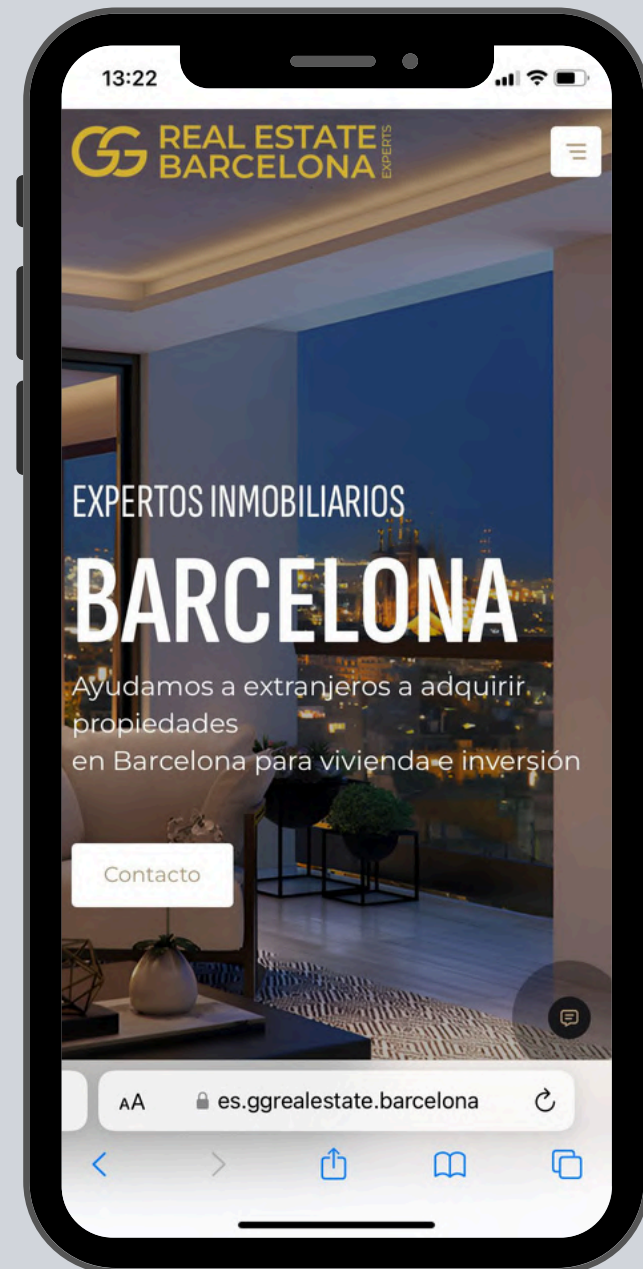 13:22
GG REAL ESTATE
BARCELONA
EXPERTS
EXPERTOS INMOBILIARIOS
BARCELONA
Ayudamos a extranjeros a adquirir
propiedades
en Barcelona para vivienda e inversión
Contacto
AA es.ggrealestate.barcelona